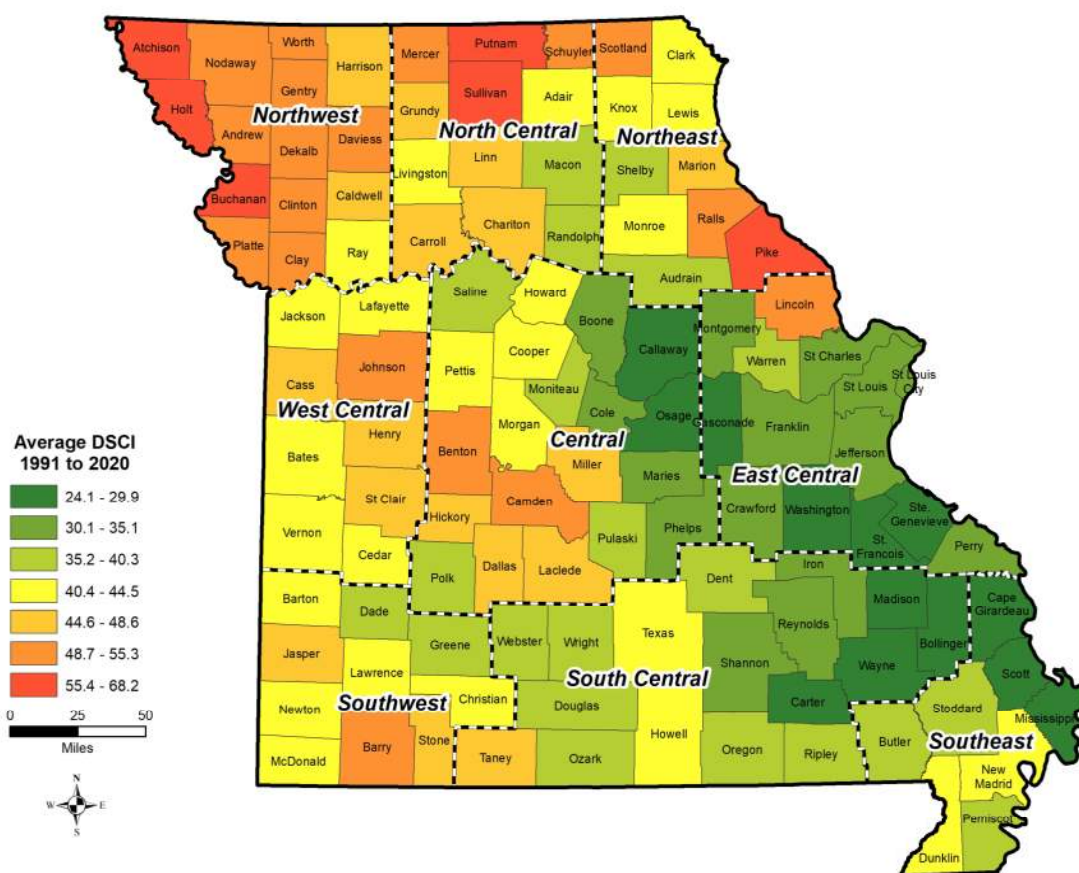 Atchison
Nodaway
Worth
Harrison
Mercer
Putnam
Schuyler
Scotland
Clark
Holt
Gentry
Sullivan
Adair
Knox
Lewis
Northwest
Grundy
North Central
Northeast
Andrew
Dekalb
Daviess
Linn
Macon
Shelby
Marion
Livingston
Buchanan
Clinton
Caldwell
Chariton
Randolph
Monroe
Ralls
Platte
Clay
Ray
Carroll
Pike
Audrain
Saline
Howard
Lincoln
Jackson
Lafayette
Boone
Montgomery
Callaway
Cooper
Warren
St Charles
Johnson
Pettis
St Louis
St Louis
City
Cass
Moniteau
West Central
Cole
Osage
Gasconade
Franklin
Henry
Morgan
Central
Jefferson
Benton
Miller
East Central
Bates
Maries
St Clair
Camden
Crawford
Washington
Ste.
Genevieve
Hickory
Vernon
Pulaski
Phelps
St.
Francois
Perry
Cedar
Polk
Dallas
Laclede
Dent
Iron
Barton
Dade
Madison
Cape
Girardeau
Greene
Webster
Wright
Texas
Reynolds
Bollinger
Jasper
Lawrence
Shannon
Wayne
Scott
South Central
Christian
Douglas
Carter
Stoddard
Mississippi
Newton
Southwest
Southeast
McDonald
Barry
Stone
Taney
Ozark
Howell
Oregon
Ripley
Butler
New
Madrid
Pemiscot
Dunklin
Average DSCI
1991 to 2020
24.1 - 29.9
30.1 - 35.1
35.2 - 40.3
40.4 - 44.5
44.6 - 48.6
48.7 - 55.3
55.4 - 68.2
0 25 50
Miles
N
W E
S